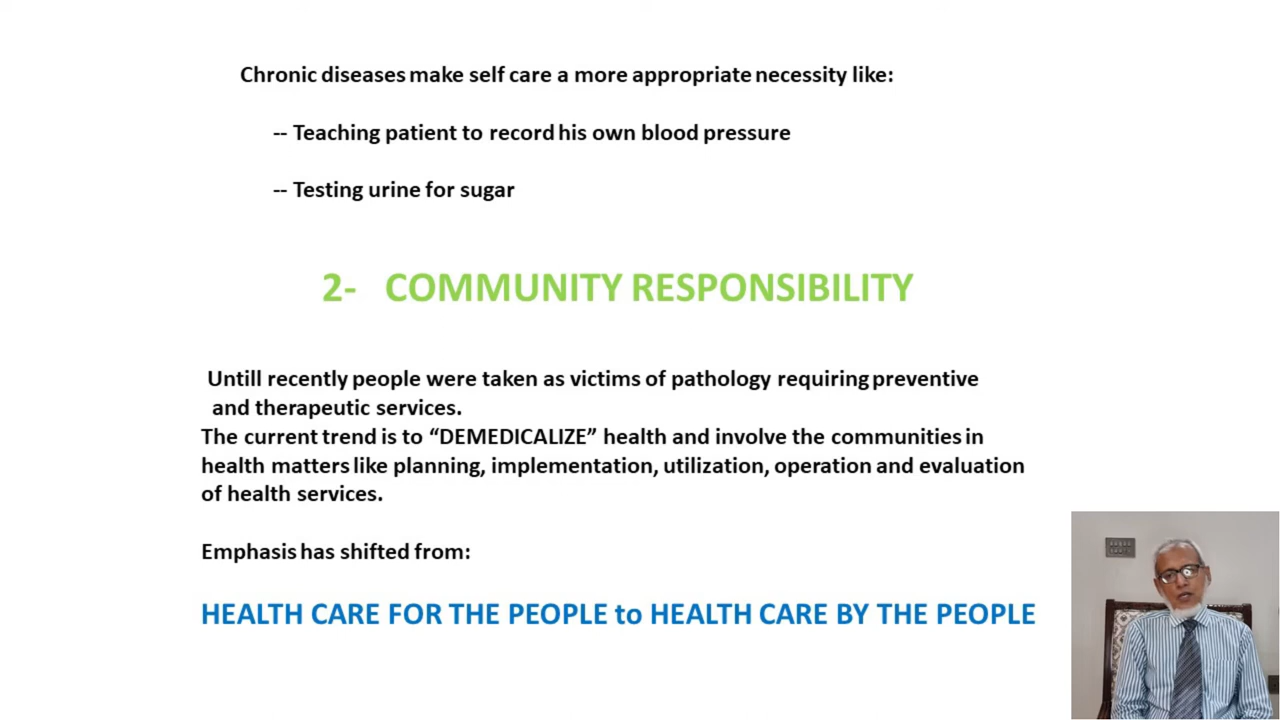 Chronic diseases make self care a more appropriate necessity like:
-- Teaching patient to record his own blood pressure
-- Testing urine for sugar
2- COMMUNITY RESPONSIBILITY
Untill recently people were taken as victims of pathology requiring preventive
and therapeutic services.
The current trend is to “DEMEDICALIZE” health and involve the communities in
health matters like planning, implementation, utilization, operation and evaluation
of health services.
Emphasis has shifted from:
HEALTH CARE FOR THE PEOPLE to HEALTH CARE BY THE PEOPLE